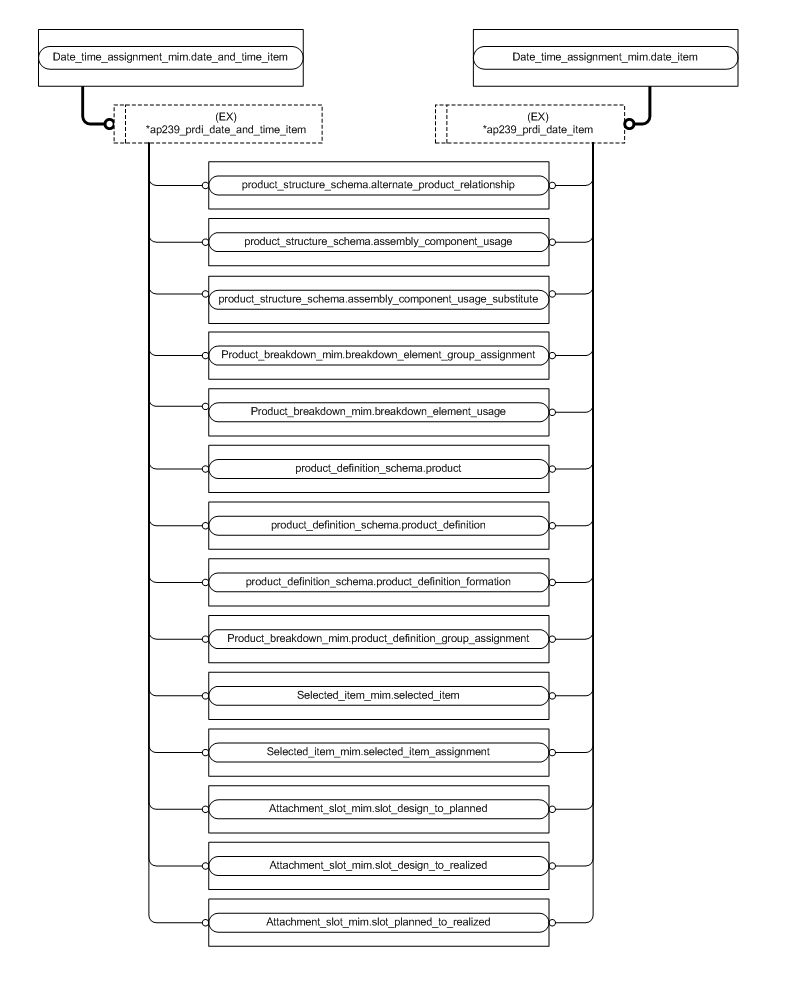 Date_time_assignment_mim.date_and_time_item
Date_time_assignment_mim.date_item
(EX)
*ap239_prdi_date_and_time_item
(EX)
*ap239_prdi_date_item
product_structure_schema.alternate_product_relationship
product_structure_schema.assembly_component_usage
product_structure_schema.assembly_component_usage_substitute
Product_breakdown_mim.breakdown_element_group_assignment
Product_breakdown_mim.breakdown_element_usage
product_definition_schema.product
product_definition_schema.product_definition
product_definition_schema.product_definition_formation
Product_breakdown_mim.product_definition_group_assignment
Selected_item_mim.selected_item
Selected_item_mim.selected_item_assignment
Attachment_slot_mim.slot_design_to_planned
Attachment_slot_mim.slot_design_to_realized
Attachment_slot_mim.slot_planned_to_realized